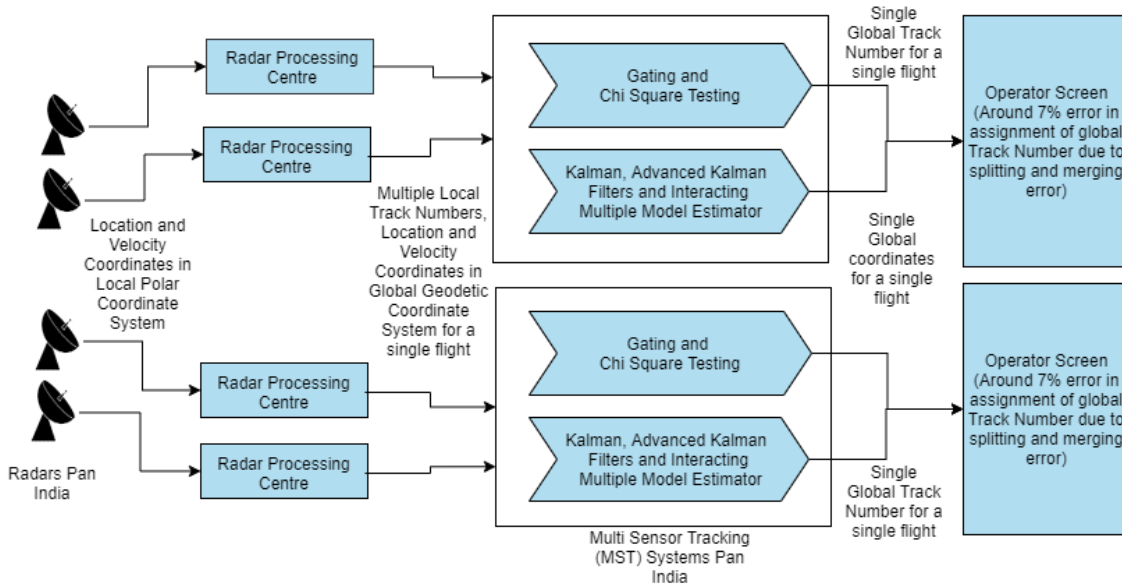 Radar Processing
Centre
Radar Processing
Centre
Location and
Velocity
Coordinates in
Local Polar
Coordinate
System
Multiple Local
Track Numbers,
Location and
Velocity
Coordinates in
Global Geodetic
Coordinate
System for a
single flight
Gating and
Chi Square Testing
Kalman, Advanced Kalman
Filters and Interacting
Multiple Model Estimator
Single
Global Track
Number for a
single flight
Single
Global
coordinates
for a single
flight
Operator Screen
(Around 7% error in
assignment of global
Track Number due to
splitting and merging
error)
Radar Processing
Centre
Radar Processing
Centre
Radars Pan
India
Gating and
Chi Square Testing
Kalman, Advanced Kalman
Filters and Interacting
Multiple Model Estimator
Multi Sensor Tracking
(MST) Systems Pan
India
Single
Global Track
Number for a
single flight
Operator Screen
(Around 7% error in
assignment of global
Track Number due to
splitting and merging
error)